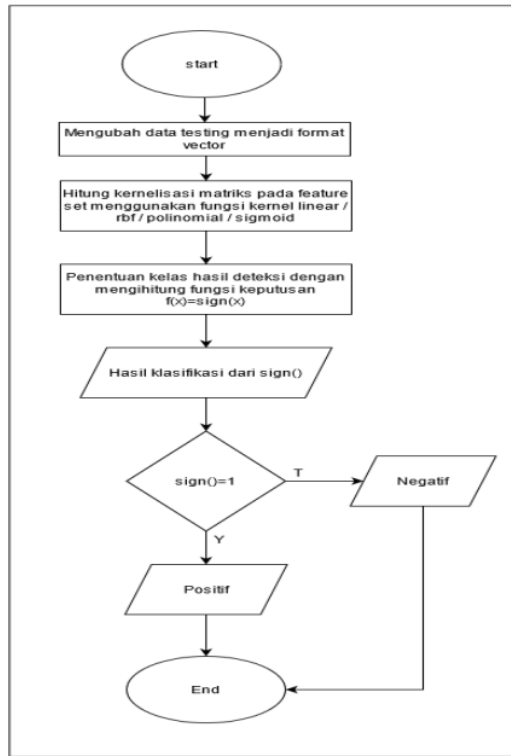 start
Mengubah data testing menjadi format
vector
Hitung kernelisasi matriks pada feature
set menggunakan fungsi kernel linear /
rbf / polinomial / sigmoid
Penentuan kelas hasil deteksi dengan
mengihitung fungsi keputusan
f(x)=sign(x)
Hasil klasifikasi dari sign()
sign()=1
T
Negatif
Y
Positif
End